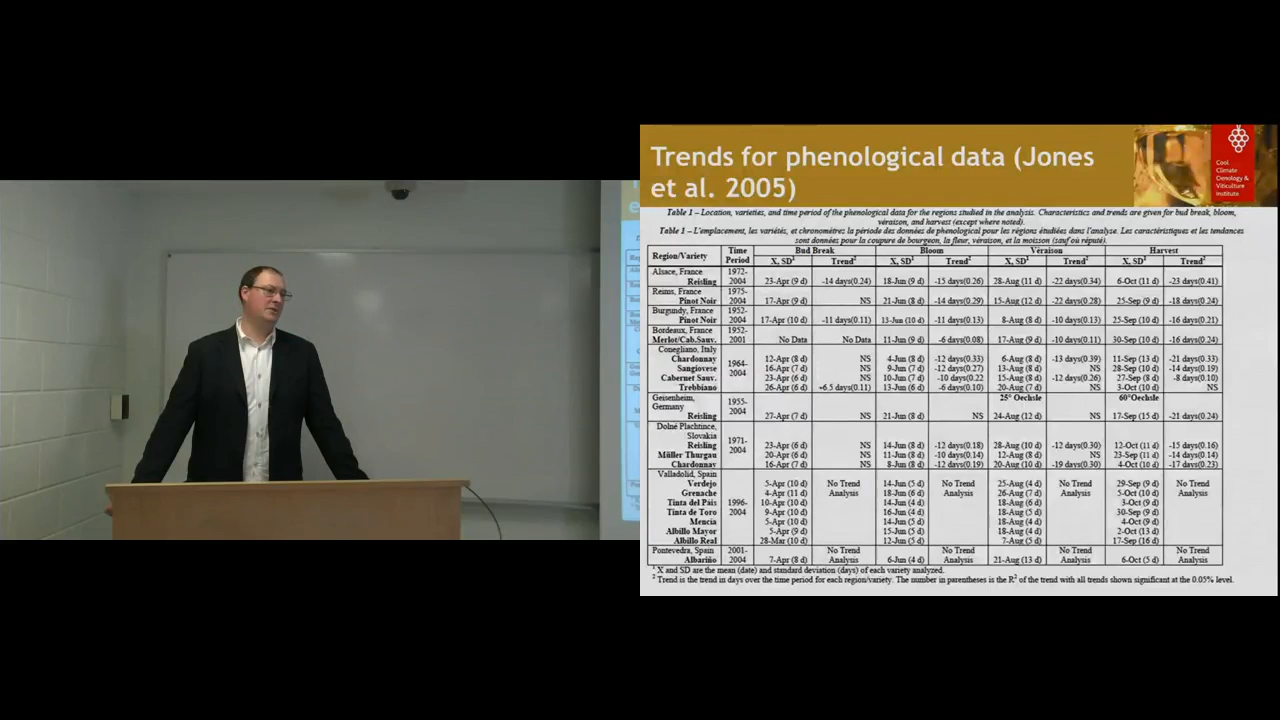 Trends for phenological data (Jones
et al. 2005)
Cool
Climate
Oenology &
Viticulture
Institute
Table 1 – Location, varieties, and time period of the phenological data for the regions studied in the analysis. Characteristics and trends are given for bud break, bloom,
véraison, and harvest (except where noted).
Table 1 – L'emplacement, les variétés, et chronomètres la période des données de phenological pour les régions étudiées dans l'analyse. Les caractéristiques et les tendances
sont données pour la coupure de bourgeon, la fleur, véraison, et la moisson (sauf où réputé).
Region/Variety Time Period Bud Break Bloom Véraison Harvest
X, SD¹ Trend² X, SD¹ Trend² X, SD¹ Trend² X, SD¹ Trend²
Alsace, France 1972-
Reisling 2004 23-Apr (9 d) -14 days(0.24) 18-Jun (9 d) -15 days(0.26) 28-Aug (11 d) -22 days(0.34) 6-Oct (11 d) -23 days(0.41)
Reims, France 1975-
Pinot Noir 2004 17-Apr (9 d) NS 21-Jun (8 d) -14 days(0.29) 15-Aug (12 d) -22 days(0.28) 25-Sep (9 d) -18 days(0.24)
Burgundy, France 1952-
Pinot Noir 2004 17-Apr (10 d) -11 days(0.11) 13-Jun (10 d) -11 days(0.13) 8-Aug (8 d) -10 days(0.13) 25-Sep (10 d) -16 days(0.21)
Bordeaux, France 1952-
Merlot/Cab.Sauv. 2001 No Data No Data 11-Jun (9 d) -6 days(0.08) 17-Aug (9 d) -10 days(0.11) 30-Sep (10 d) -16 days(0.24)
Conegliano, Italy 1964-2004
Chardonnay 12-Apr (8 d) NS 4-Jun (8 d) -12 days(0.33) 6-Aug (8 d) -13 days(0.39) 11-Sep (13 d) -21 days(0.33)
Sangiovese 16-Apr (7 d) NS 9-Jun (7 d) -12 days(0.27) 13-Aug (8 d) NS 28-Sep (10 d) -14 days(0.19)
Cabernet Sauv. 23-Apr (6 d) NS 10-Jun (7 d) -10 days(0.22 15-Aug (8 d) -12 days(0.26) 27-Sep (8 d) -8 days(0.10)
Trebbiano 26-Apr (6 d) +6.5 days(0.11) 13-Jun (6 d) -6 days(0.10) 20-Aug (7 d) NS 3-Oct (10 d) NS
Geisenheim, Germany 1955-2004 25° Oechsle 60°Oechsle
Reisling 27-Apr (7 d) NS 21-Jun (8 d) NS 24-Aug (12 d) NS 17-Sep (15 d) -21 days(0.24)
Dolné Plachtince, Slovakia 1971-2004
Reisling 23-Apr (6 d) NS 14-Jun (8 d) -12 days(0.18) 28-Aug (10 d) -12 days(0.30) 12-Oct (11 d) -15 days(0.16)
Müller Thurgau 20-Apr (6 d) NS 11-Jun (8 d) -10 days(0.14) 12-Aug (8 d) NS 23-Sep (11 d) -14 days(0.14)
Chardonnay 16-Apr (7 d) NS 8-Jun (8 d) -12 days(0.19) 20-Aug (10 d) -19 days(0.30) 4-Oct (10 d) -17 days(0.23)
Valladolid, Spain 1996-2004
Verdejo 5-Apr (10 d) No Trend 14-Jun (5 d) No Trend 25-Aug (4 d) No Trend 29-Sep (9 d) No Trend
Grenache 4-Apr (11 d) Analysis 18-Jun (6 d) Analysis 26-Aug (7 d) Analysis 5-Oct (10 d) Analysis
Tinta del País 10-Apr (10 d) 14-Jun (4 d) 18-Aug (6 d) 3-Oct (9 d)
Tinta de Toro 9-Apr (10 d) 16-Jun (4 d) 18-Aug (5 d) 30-Sep (9 d)
Mencía 5-Apr (10 d) 14-Jun (5 d) 18-Aug (4 d) 4-Oct (9 d)
Albillo Mayor 5-Apr (9 d) 15-Jun (5 d) 18-Aug (4 d) 2-Oct (13 d)
Albillo Real 28-Mar (10 d) 12-Jun (5 d) 7-Aug (5 d) 17-Sep (16 d)
Pontevedra, Spain 2001- No Trend No Trend No Trend No Trend
Albariño 2004 7-Apr (8 d) Analysis 6-Jun (4 d) Analysis 21-Aug (13 d) Analysis 6-Oct (5 d) Analysis
¹ X and SD are the mean (date) and standard deviation (days) of each variety analyzed.
² Trend is the trend in days over the time period for each region/variety. The number in parentheses is the R² of the trend with all trends shown significant at the 0.05% level.